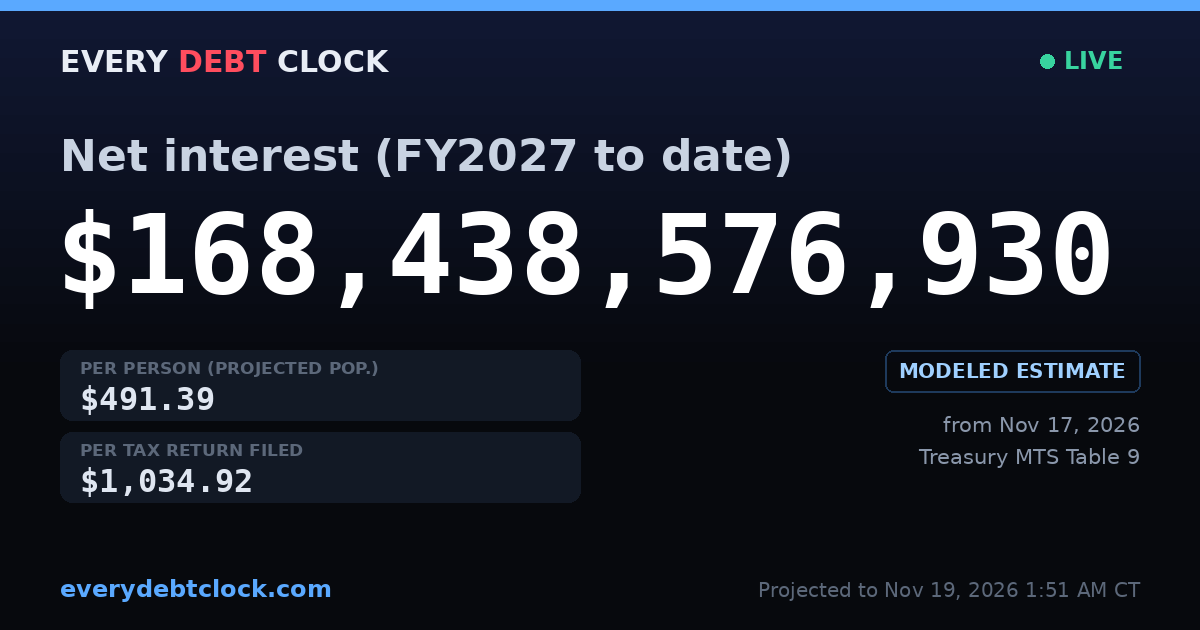 EVERY DEBT CLOCK
LIVE
Net interest (FY2027 to date)
$168,438,576,930
PER PERSON (PROJECTED POP.)
$491.39
PER TAX RETURN FILED
$1,034.92
MODELED ESTIMATE
from Nov 17, 2026
Treasury MTS Table 9
everydebtclock.com
Projected to Nov 19, 2026 1:51 AM CT